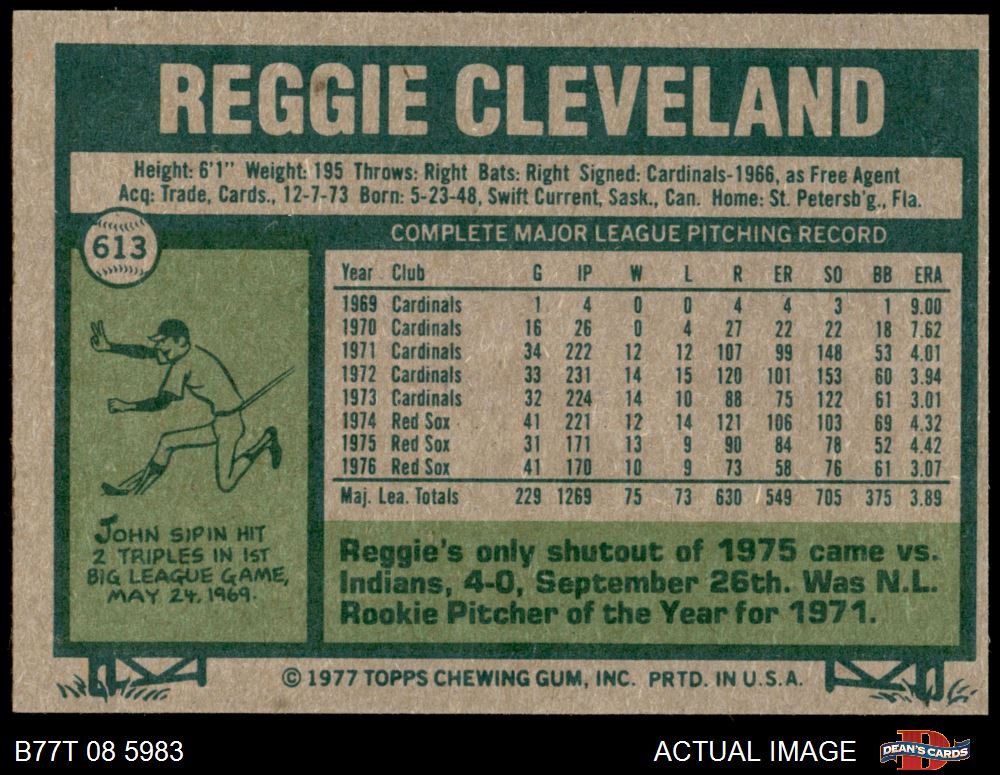 REGGIE CLEVELAND
Height: 6'1" Weight: 195 Throws: Right Bats: Right Signed: Cardinals-1966, as Free Agent
Acq: Trade, Cards., 12-7-73 Born: 5-23-48, Swift Current, Sask., Can. Home: St. Petersb'g., Fla.
613
COMPLETE MAJOR LEAGUE PITCHING RECORD
Year Club G IP W L R ER SO BB ERA
1969 Cardinals 1 4 0 0 4 4 3 1 9.00
1970 Cardinals 16 26 0 4 27 22 22 18 7.62
1971 Cardinals 34 222 12 12 107 99 148 53 4.01
1972 Cardinals 33 231 14 15 120 101 153 60 3.94
1973 Cardinals 32 224 14 10 88 75 122 61 3.01
1974 Red Sox 41 221 12 14 121 106 103 69 4.32
1975 Red Sox 31 171 13 9 90 84 78 52 4.42
1976 Red Sox 41 170 10 9 73 58 76 61 3.07
Maj. Lea. Totals 229 1269 75 73 630 549 705 375 3.89
JOHN SIPIN HIT
2 TRIPLES IN 1ST
BIG LEAGUE GAME,
MAY 24, 1969.
Reggie's only shutout of 1975 came vs.
Indians, 4-0, September 26th. Was N.L.
Rookie Pitcher of the Year for 1971.
© 1977 TOPPS CHEWING GUM, INC. PRTD. IN U.S.A.
B77T 08 5983
ACTUAL IMAGE
D
DEAN'S CARDS